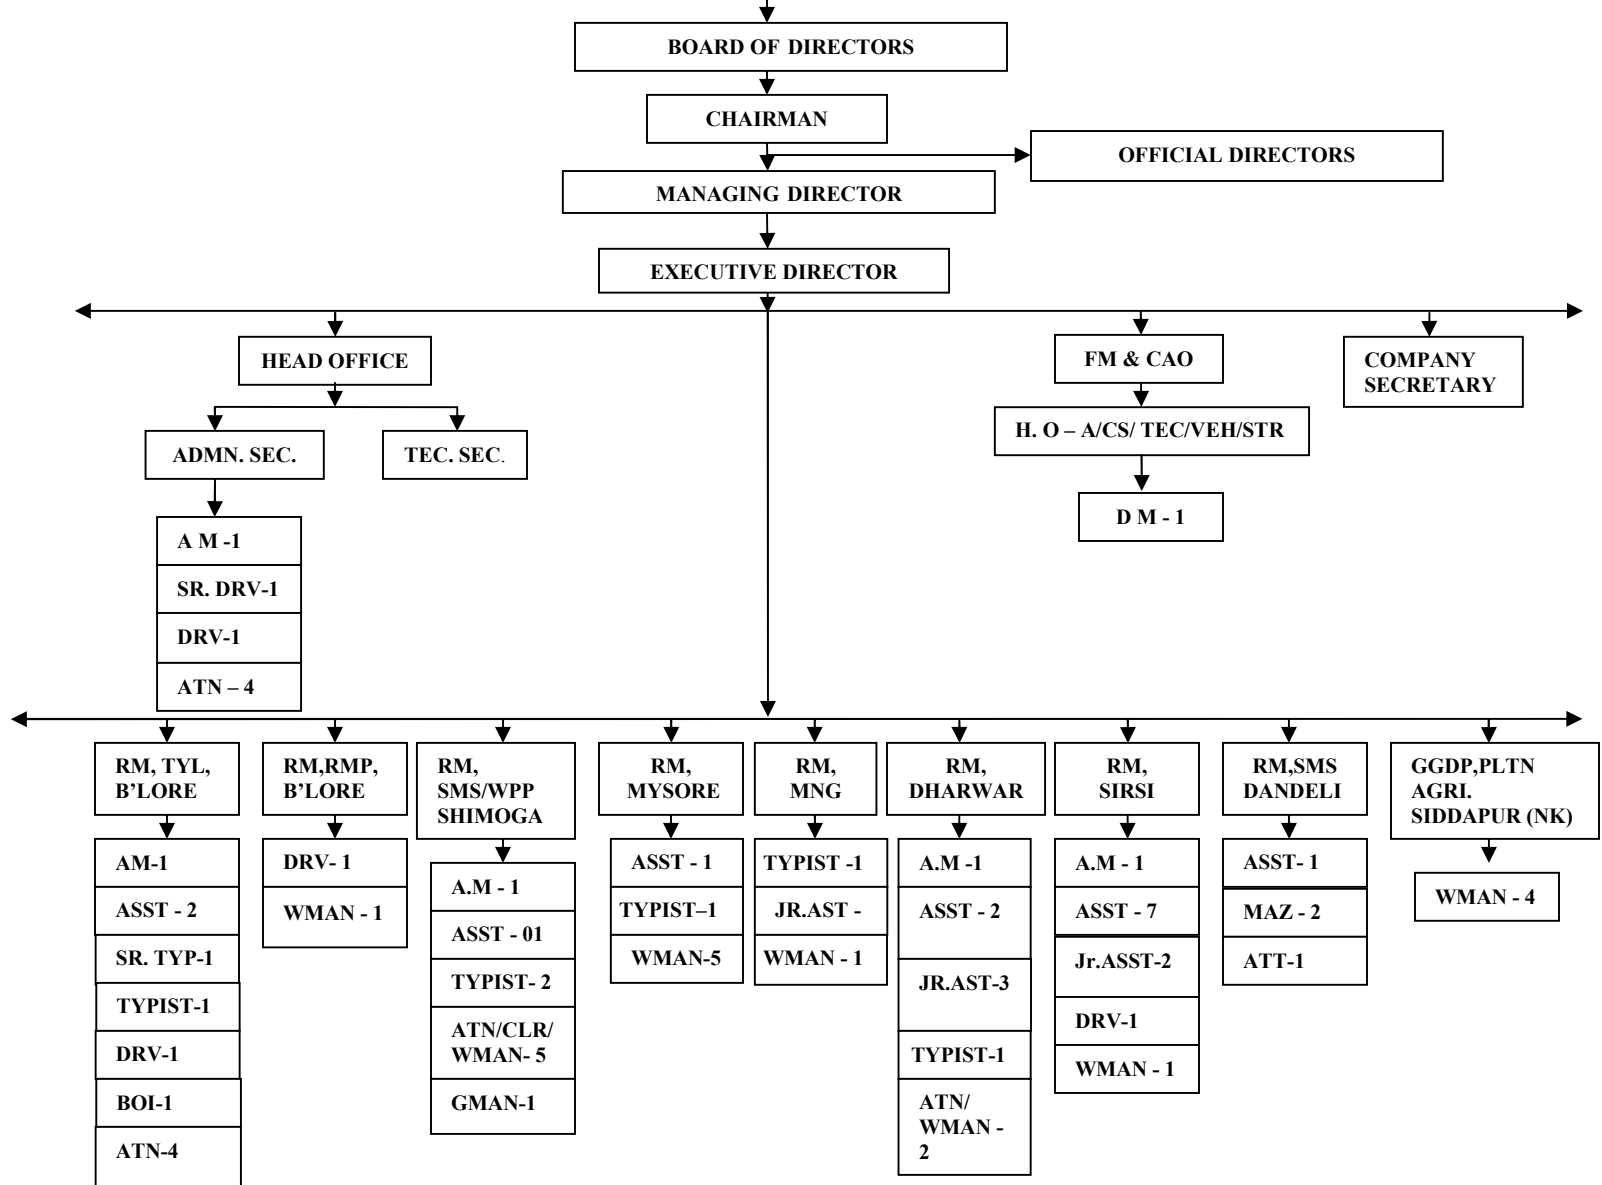 BOARD OF DIRECTORS
CHAIRMAN
OFFICIAL DIRECTORS
MANAGING DIRECTOR
EXECUTIVE DIRECTOR
HEAD OFFICE
FM & CAO
COMPANY
SECRETARY
H. O – A/CS/ TEC/VEH/STR
ADMN. SEC.
TEC. SEC.
D M - 1
A M -1
SR. DRV-1
DRV-1
ATN – 4
RM, TYL,
B’LORE
AM-1
ASST - 2
SR. TYP-1
TYPIST-1
DRV-1
BOI-1
ATN-4
RM,RMP,
B’LORE
DRV- 1
WMAN - 1
RM,
SMS/WPP
SHIMOGA
A.M - 1
ASST - 01
TYPIST- 2
ATN/CLR/
WMAN- 5
GMAN-1
RM,
MYSORE
ASST - 1
TYPIST–1
WMAN-5
RM,
MNG
TYPIST -1
JR.AST -
WMAN - 1
RM,
DHARWAR
A.M -1
ASST - 2
JR.AST-3
TYPIST-1
ATN/
WMAN -
2
RM,
SIRSI
A.M - 1
ASST - 7
Jr.ASST-2
DRV-1
WMAN - 1
RM,SMS
DANDELI
ASST- 1
MAZ - 2
ATT-1
GGDP,PLTN
AGRI.
SIDDAPUR (NK)
WMAN - 4